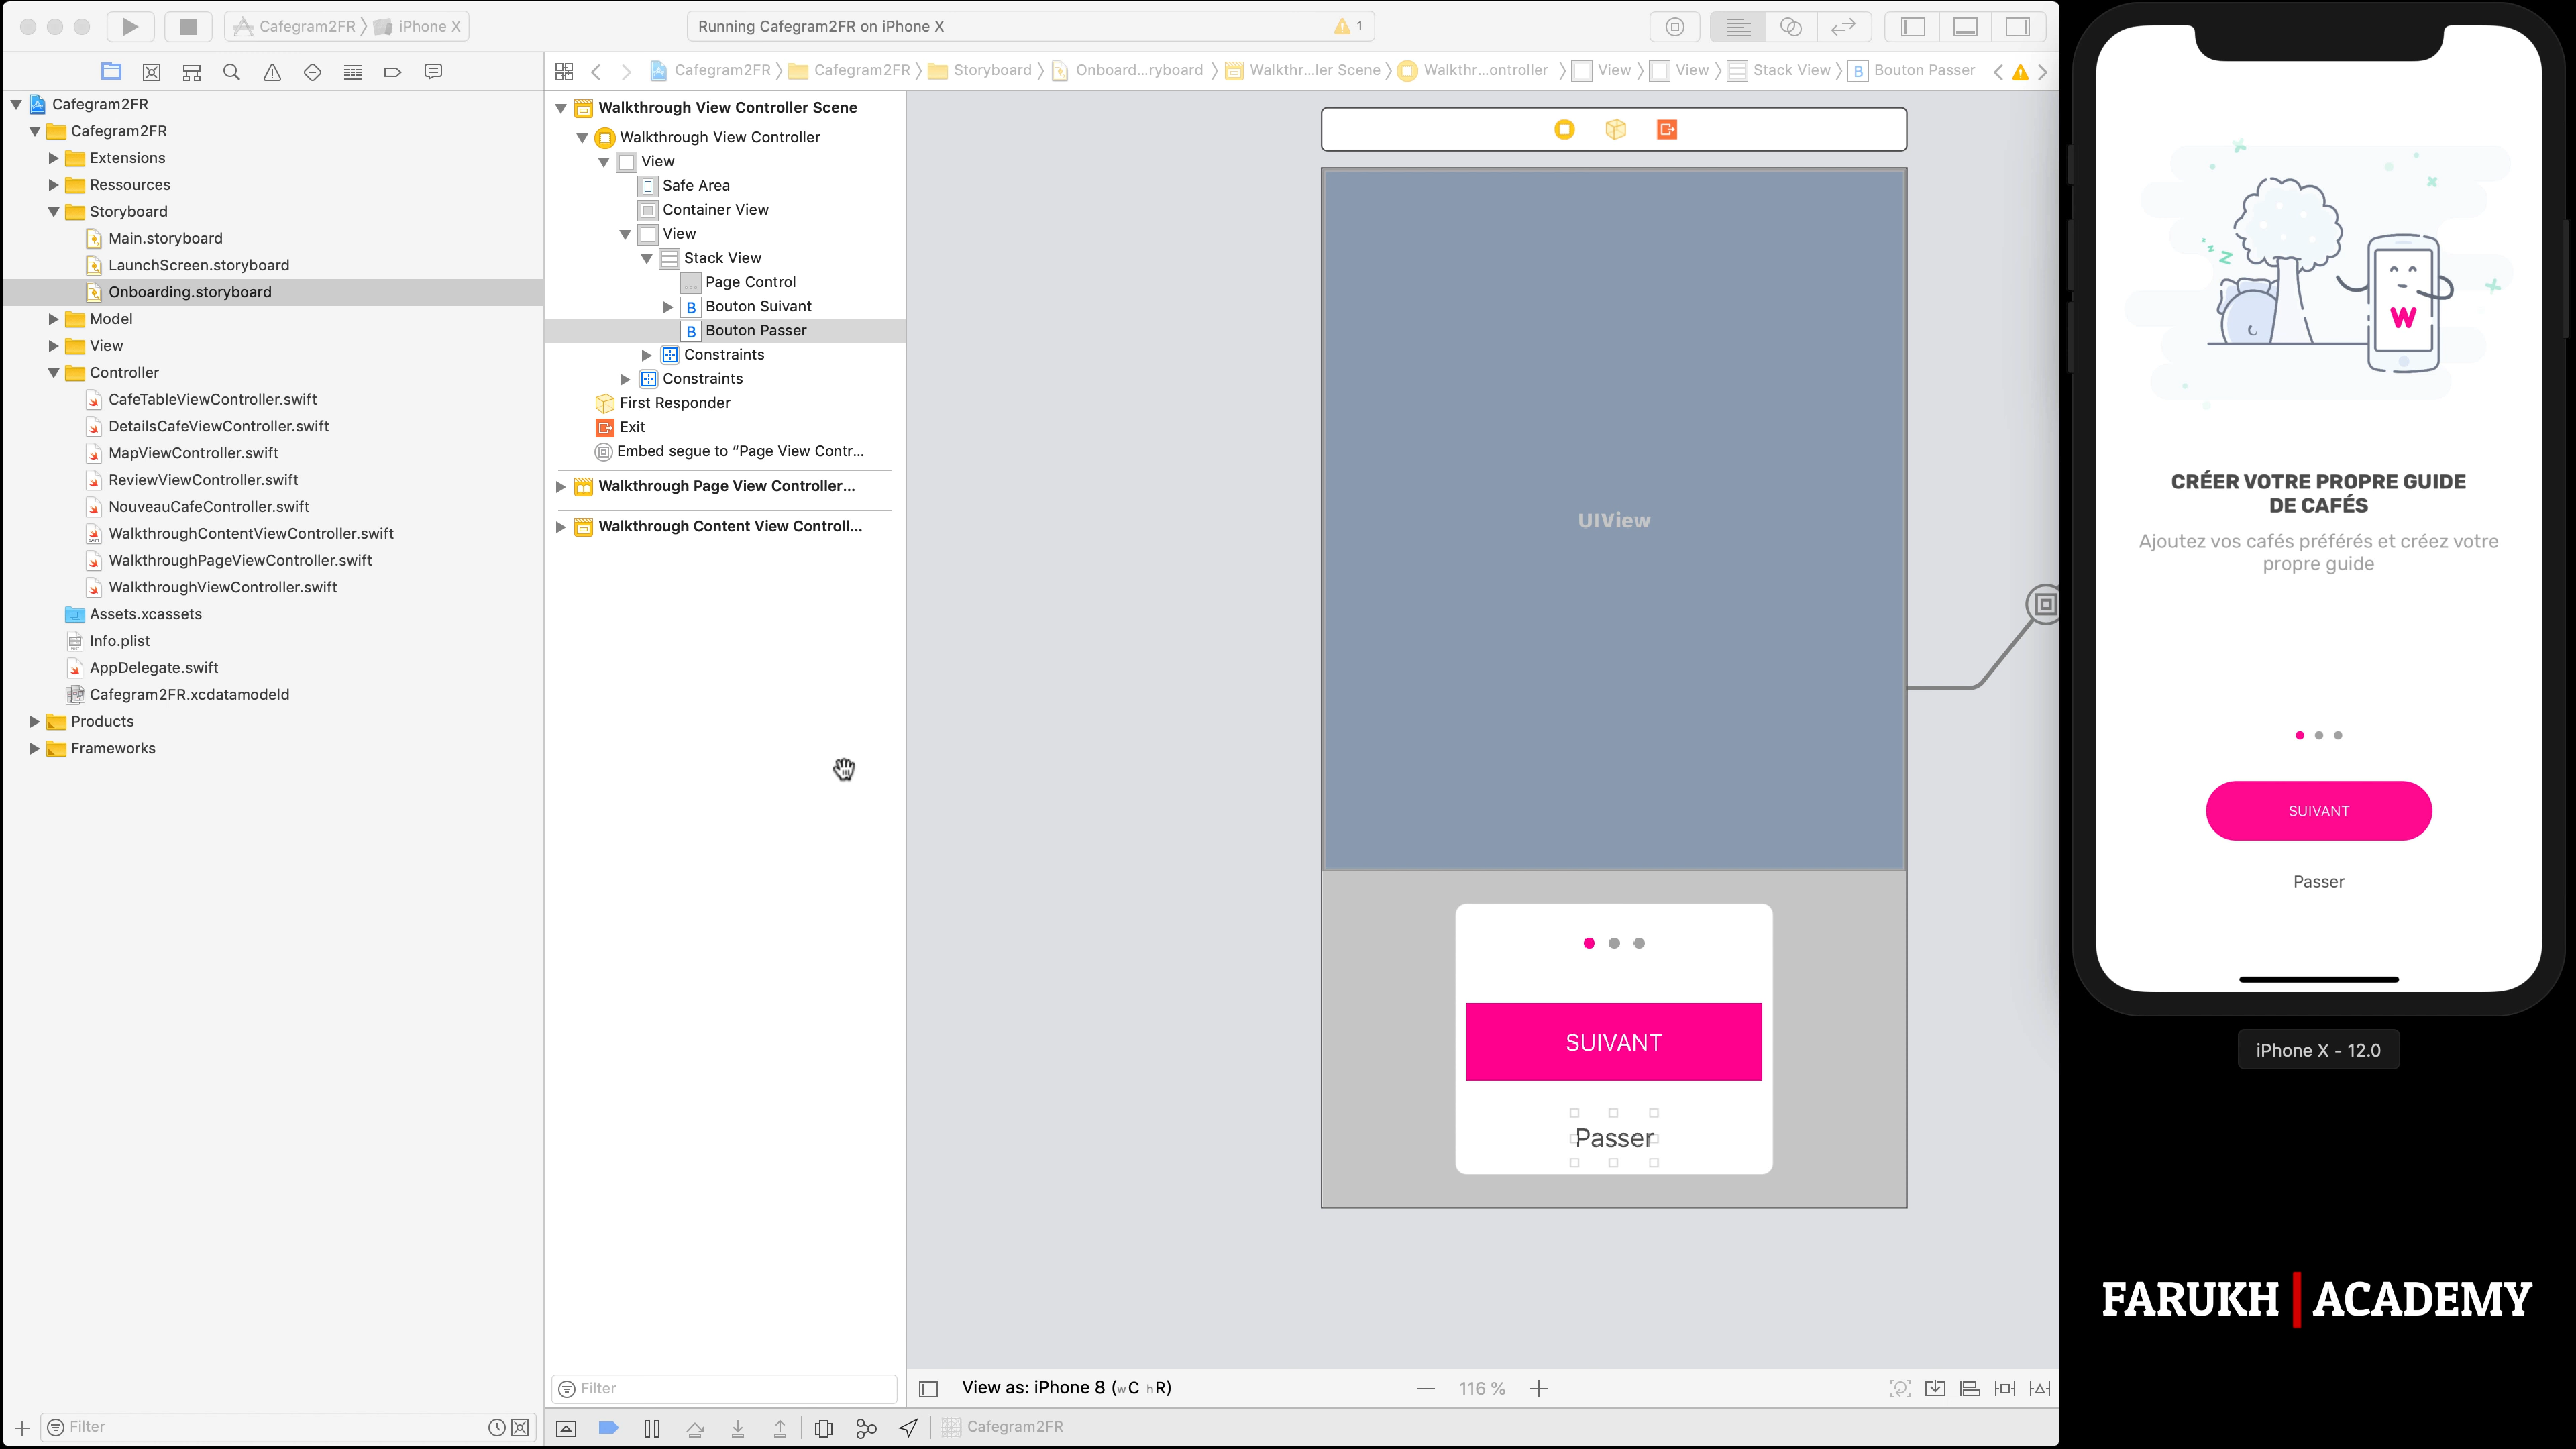 Cafegram2FR
iPhone X
Running Cafegram2FR on iPhone X
1
Cafegram2FR
Cafegram2FR
Storyboard
Onboard...ryboard
Walkthr...ler Scene
Walkthr...ontroller
View
View
Stack View
B
Bouton Passer
Cafegram2FR
Cafegram2FR
Extensions
Ressources
Storyboard
Main.storyboard
LaunchScreen.storyboard
Onboarding.storyboard
Model
View
Controller
CafeTableViewController.swift
DetailsCafeViewController.swift
MapViewController.swift
ReviewViewController.swift
NouveauCafeController.swift
WalkthroughContentViewController.swift
WalkthroughPageViewController.swift
WalkthroughViewController.swift
Assets.xcassets
Info.plist
AppDelegate.swift
Cafegram2FR.xcdatamodeld
Products
Frameworks
Filter
Walkthrough View Controller Scene
Walkthrough View Controller
View
Safe Area
Container View
View
Stack View
Page Control
B Bouton Suivant
B Bouton Passer
Constraints
Constraints
First Responder
Exit
Embed segue to “Page View Contr...
Walkthrough Page View Controller...
Walkthrough Content View Controll...
Filter
UIView
SUIVANT
Passer
View as: iPhone 8 (wC hR)
116 %
Cafegram2FR
z
z
Z
W
CRÉER VOTRE PROPRE GUIDE
DE CAFÉS
Ajoutez vos cafés préférés et créez votre
propre guide
SUIVANT
Passer
iPhone X - 12.0
FARUKH | ACADEMY